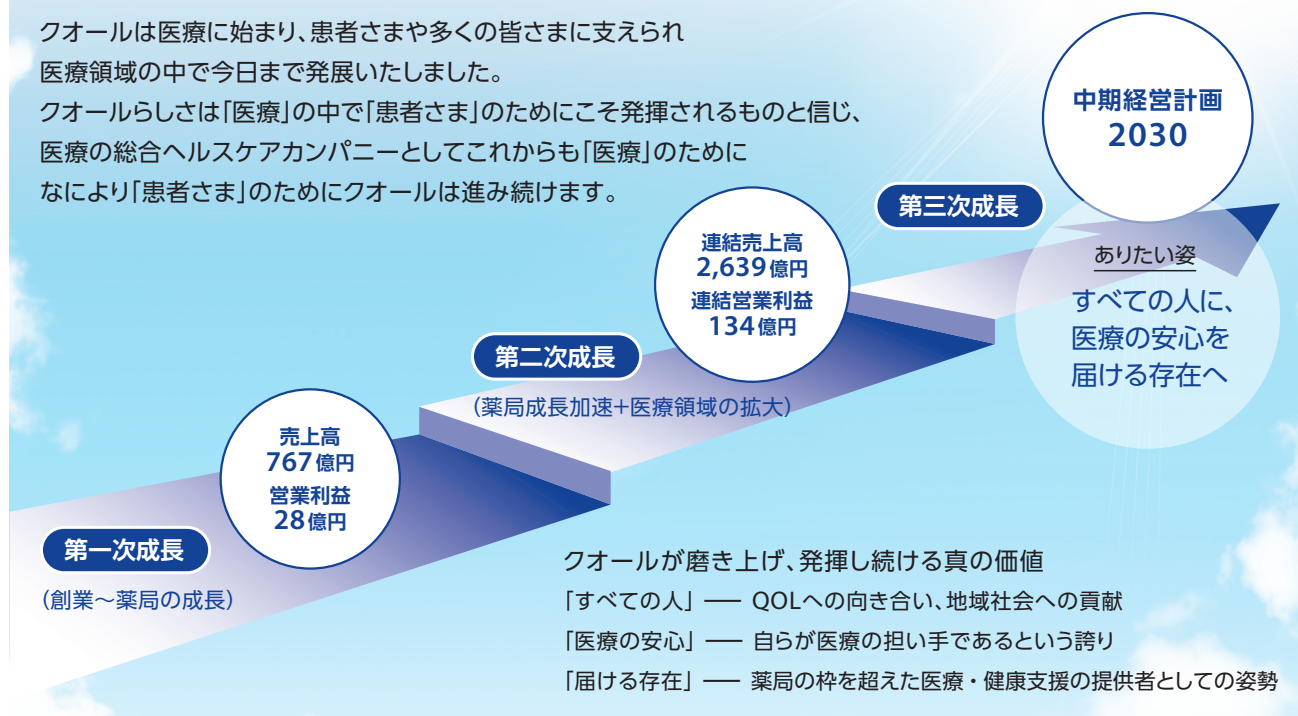 クオールは医療に始まり、患者さまや多くの皆さまに支えられ
医療領域の中で今日まで発展いたしました。
クオールらしさは「医療」の中で「患者さま」のためにこそ発揮されるものと信じ、
医療の総合ヘルスケアカンパニーとしてこれからも「医療」のために
なにより「患者さま」のためにクオールは進み続けます。
中期経営計画
2030
第三次成長
ありたい姿
すべての人に、
医療の安心を
届ける存在へ
連結売上高
2,639億円
連結営業利益
134億円
第二次成長
(薬局成長加速+医療領域の拡大)
売上高
767億円
営業利益
28億円
第一次成長
(創業~薬局の成長)
クオールが磨き上げ、発揮し続ける真の価値
「すべての人」 ── QOLへの向き合い、地域社会への貢献
「医療の安心」 ── 自らが医療の担い手であるという誇り
「届ける存在」 ── 薬局の枠を超えた医療・健康支援の提供者としての姿勢